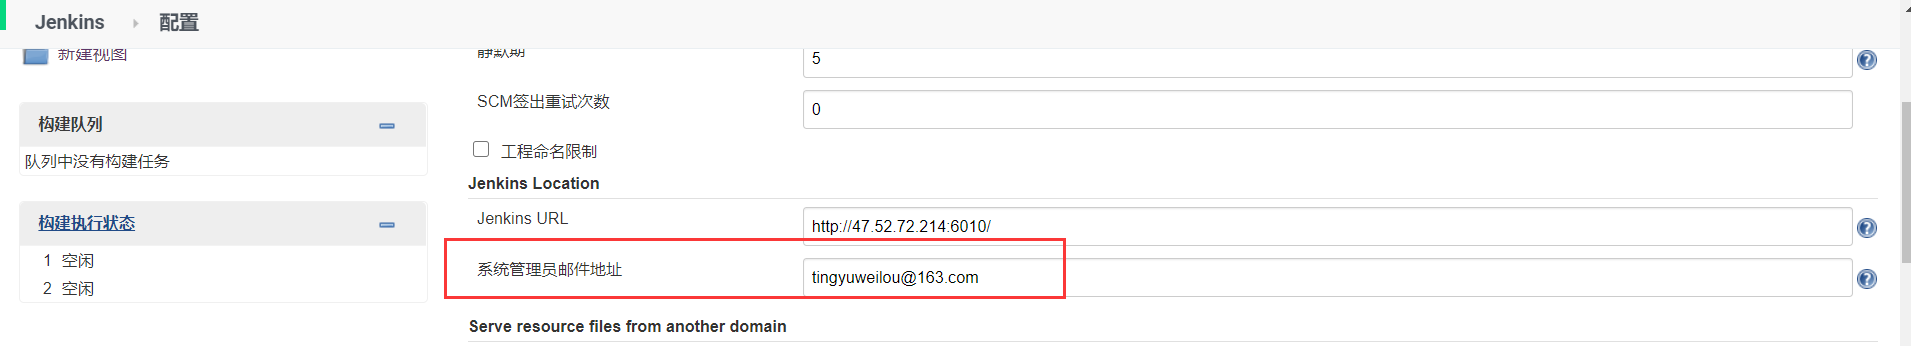 Jenkins 配置
新建视图
静默期 5
SCM签出重试次数 0
工程命名限制
构建队列
队列中没有构建任务
Jenkins Location
构建执行状态
Jenkins URL http://47.52.72.214:6010/
1 空闲
系统管理员邮件地址 tingyuweilou@163.com
2 空闲
Serve resource files from another domain